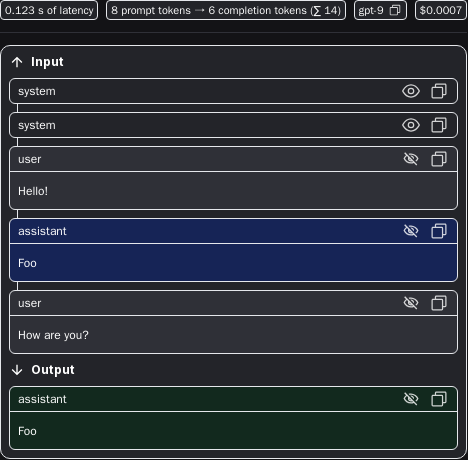 0.123 s of latency 8 prompt tokens → 6 completion tokens (∑ 14) gpt-9 $0.0007
↑ Input
system
system
user
Hello!
assistant
Foo
user
How are you?
↓ Output
assistant
Foo